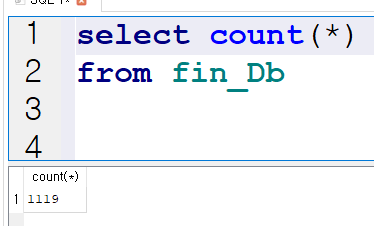 SQL 1*
1 select count(*)
2 from fin_Db
3
4
count(*)
1 1119